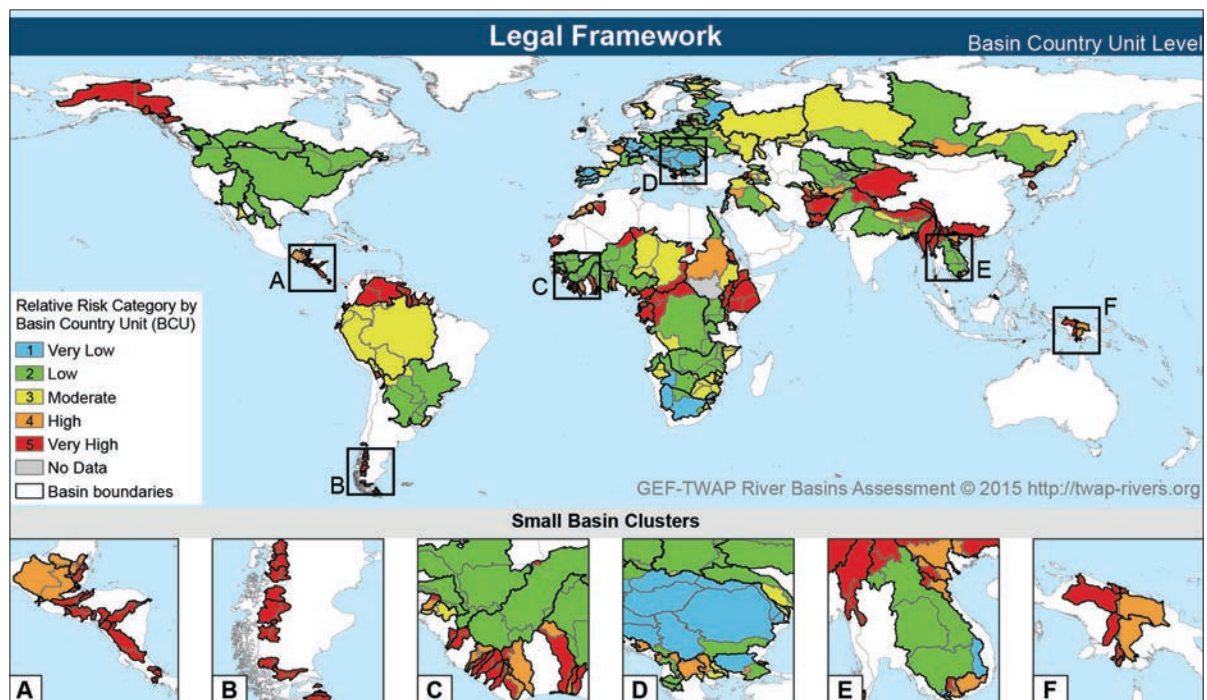 Legal Framework
Basin Country Unit Level
A
B
C
D
E
F
Relative Risk Category by
Basin Country Unit (BCU)
1 Very Low
2 Low
3 Moderate
4 High
5 Very High
No Data
Basin boundaries
GEF-TWAP River Basins Assessment © 2015 http://twap-rivers.org
Small Basin Clusters
A
B
C
D
E
F